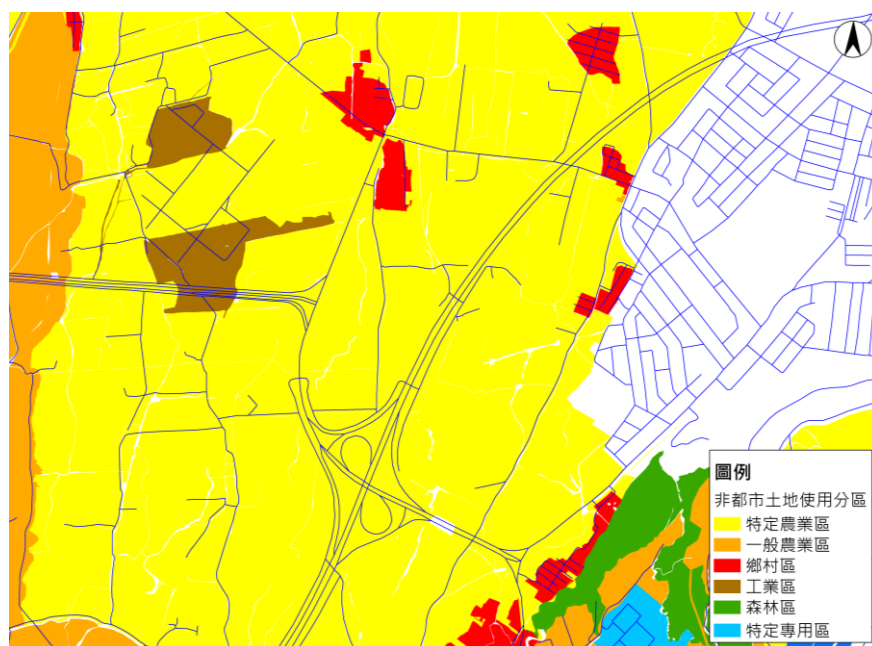 圖例
非都市土地使用分區
特定農業區
一般農業區
鄉村區
工業區
森林區
特定專用區